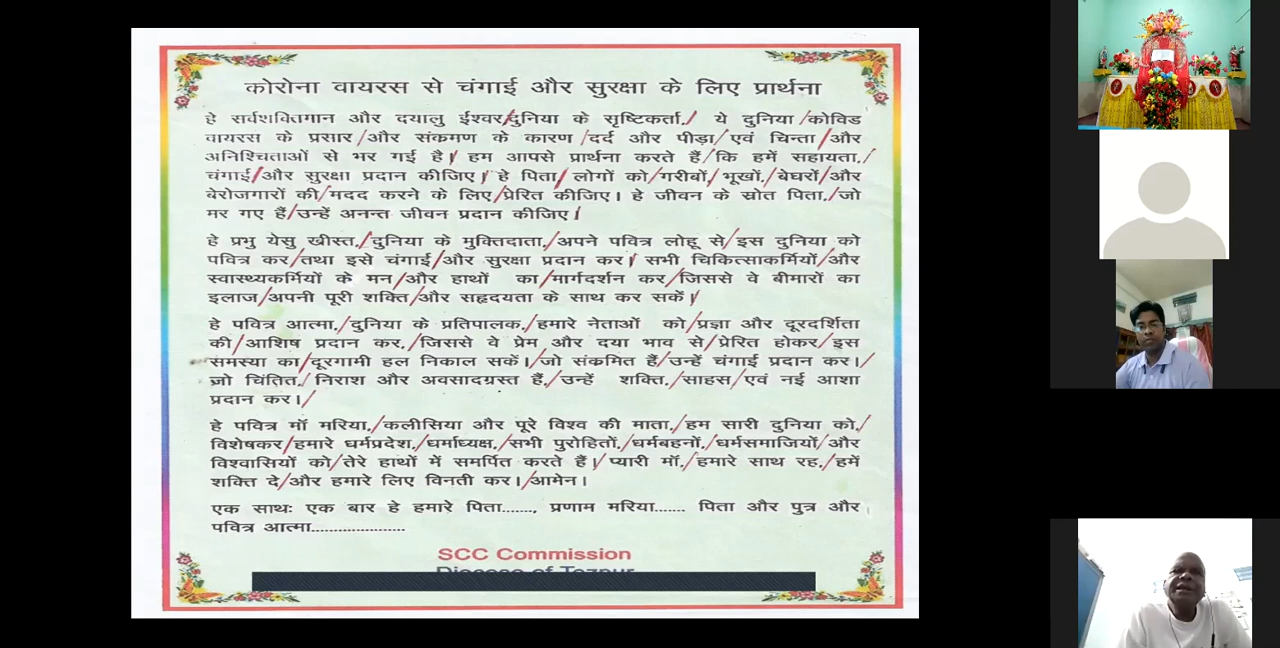 कोरोना वायरस से चंगाई और सुरक्षा के लिए प्रार्थना
हे सर्वशक्तिमान और दयालु ईश्वर/दुनिया के सृष्टिकर्ता./ ये दुनिया/कोविड
वायरस के प्रसार/और संकमण के कारण/दर्द और पीड़ा/एवं चिन्ता/और
अनिश्चिताओं से भर गई है।/ हम आपसे प्रार्थना करते हैं/कि हमें सहायता./
चंगाई/और सुरक्षा प्रदान कीजिए।/ हे पिता/ लोगों को/गरीबों/ भूखों./बेघरों/और
बेरोजगारों की/मदद करने के लिए/प्रेरित कीजिए। हे जीवन के स्रोत पिता./जो
मर गए हैं/उन्हें अनन्त जीवन प्रदान कीजिए।/
हे प्रभु येसु ख्रीस्त./दुनिया के मुक्तिदाता./अपने पवित्र लोहू से/इस दुनिया को
पवित्र कर/तथा इसे चंगाई/और सुरक्षा प्रदान कर।/ सभी चिकित्साकर्मियों/और
स्वास्थ्यकर्मियों के मन/और हाथों का/मार्गदर्शन कर/जिससे वे बीमारों का
इलाज/अपनी पूरी शक्ति/और सहृदयता के साथ कर सकें।/
हे पवित्र आत्मा./दुनिया के प्रतिपालक./हमारे नेताओं को/प्रज्ञा और दूरदर्शिता
की/आशिष प्रदान कर./जिससे वे प्रेम और दया भाव से/प्रेरित होकर/इस
समस्या का/दूरगामी हल निकाल सकें।/जो संकमित हैं/उन्हें चंगाई प्रदान कर।/
जो चिंतित./निराश और अवसादग्रस्त हैं./उन्हें शक्ति./साहस/एवं नई आशा
प्रदान कर।/
हे पवित्र मॉ मरिया./कलीसिया और पूरे विश्व की माता./हम सारी दुनिया को./
विशेषकर/हमारे धर्मप्रदेश./धर्माध्यक्ष./सभी पुरोहितों./धर्मबहनों./धर्मसमाजियों/और
विश्वासियों को/तेरे हाथों में समर्पित करते हैं।/प्यारी मॉ./हमारे साथ रह./हमें
शक्ति दे/और हमारे लिए विनती कर।/आमेन।
एक साथः एक बार हे हमारे पिता......., प्रणाम मरिया....... पिता और पुत्र और
पवित्र आत्मा....................
SCC Commission
Diocese of Tezpur